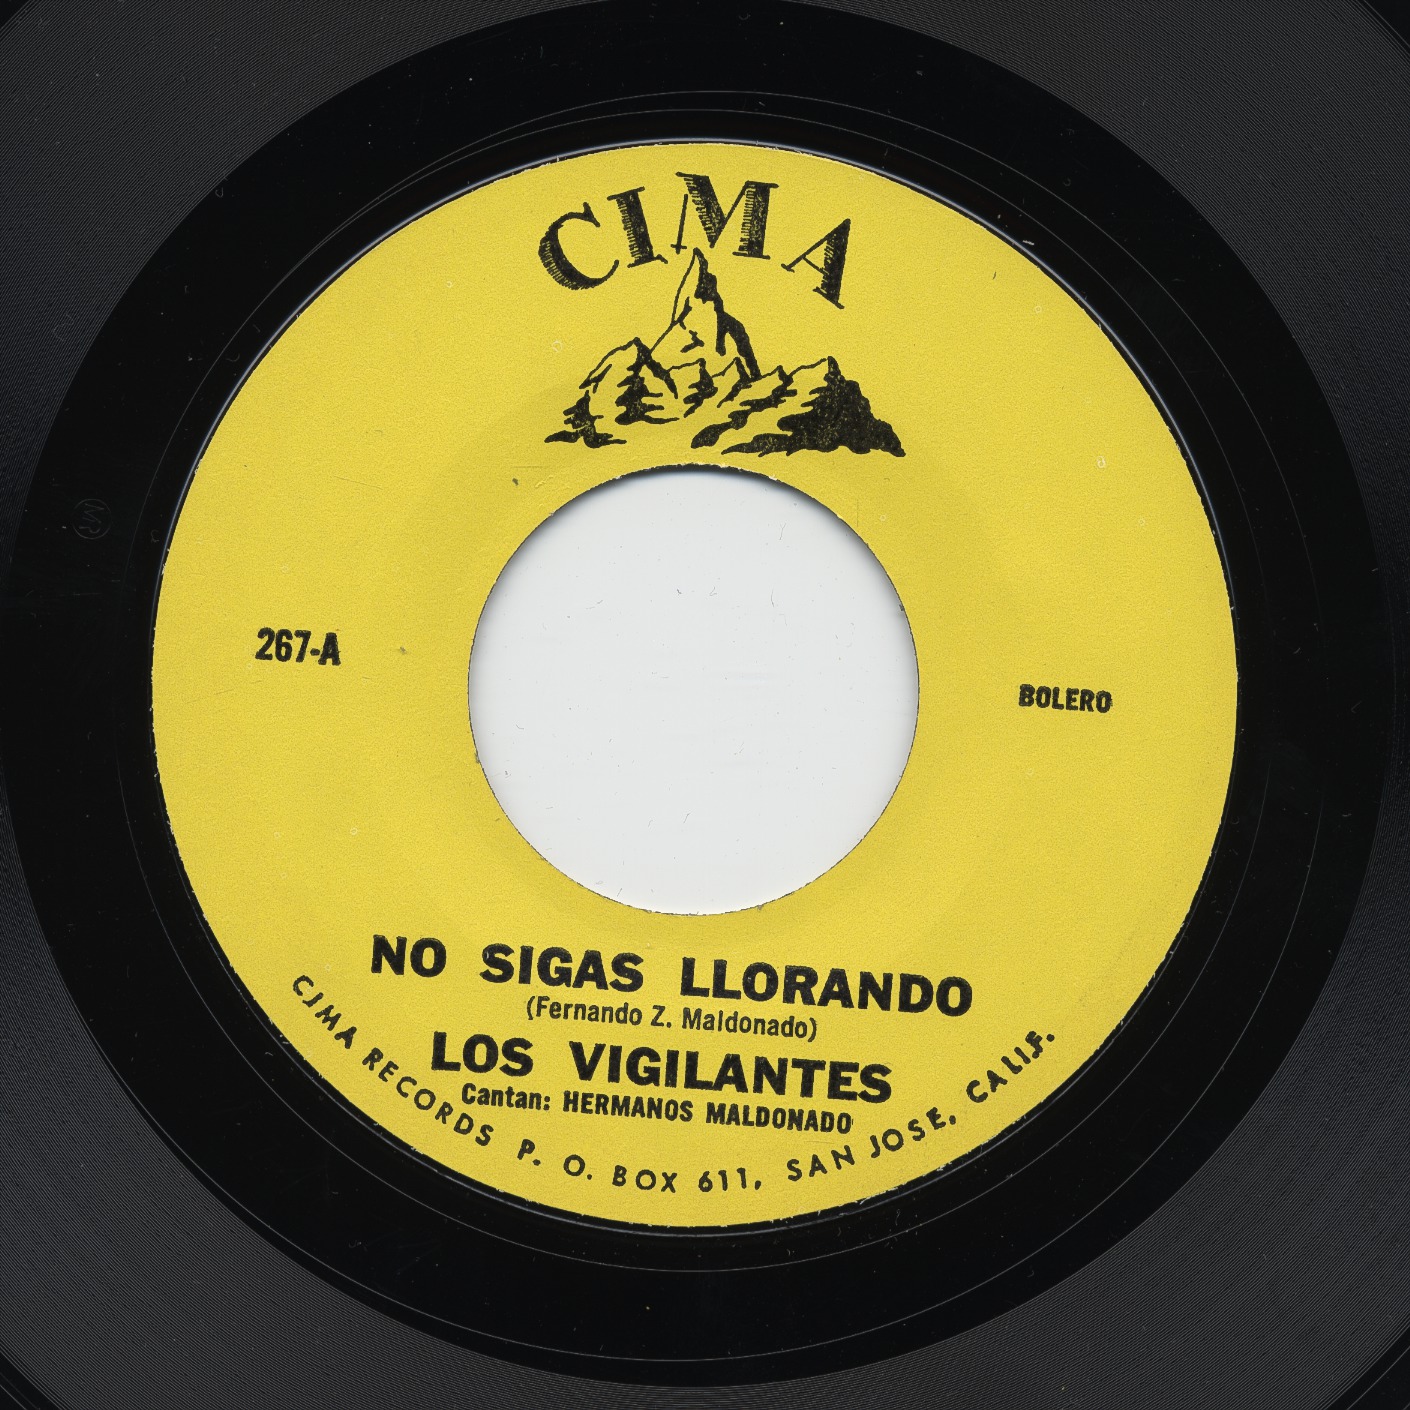 CIMA
267-A
BOLERO
NO SIGAS LLORANDO
(Fernando Z. Maldonado)
LOS VIGILANTES
Cantan: HERMANOS MALDONADO
CIMA RECORDS P. O. BOX 611, SAN JOSE, CALIF.